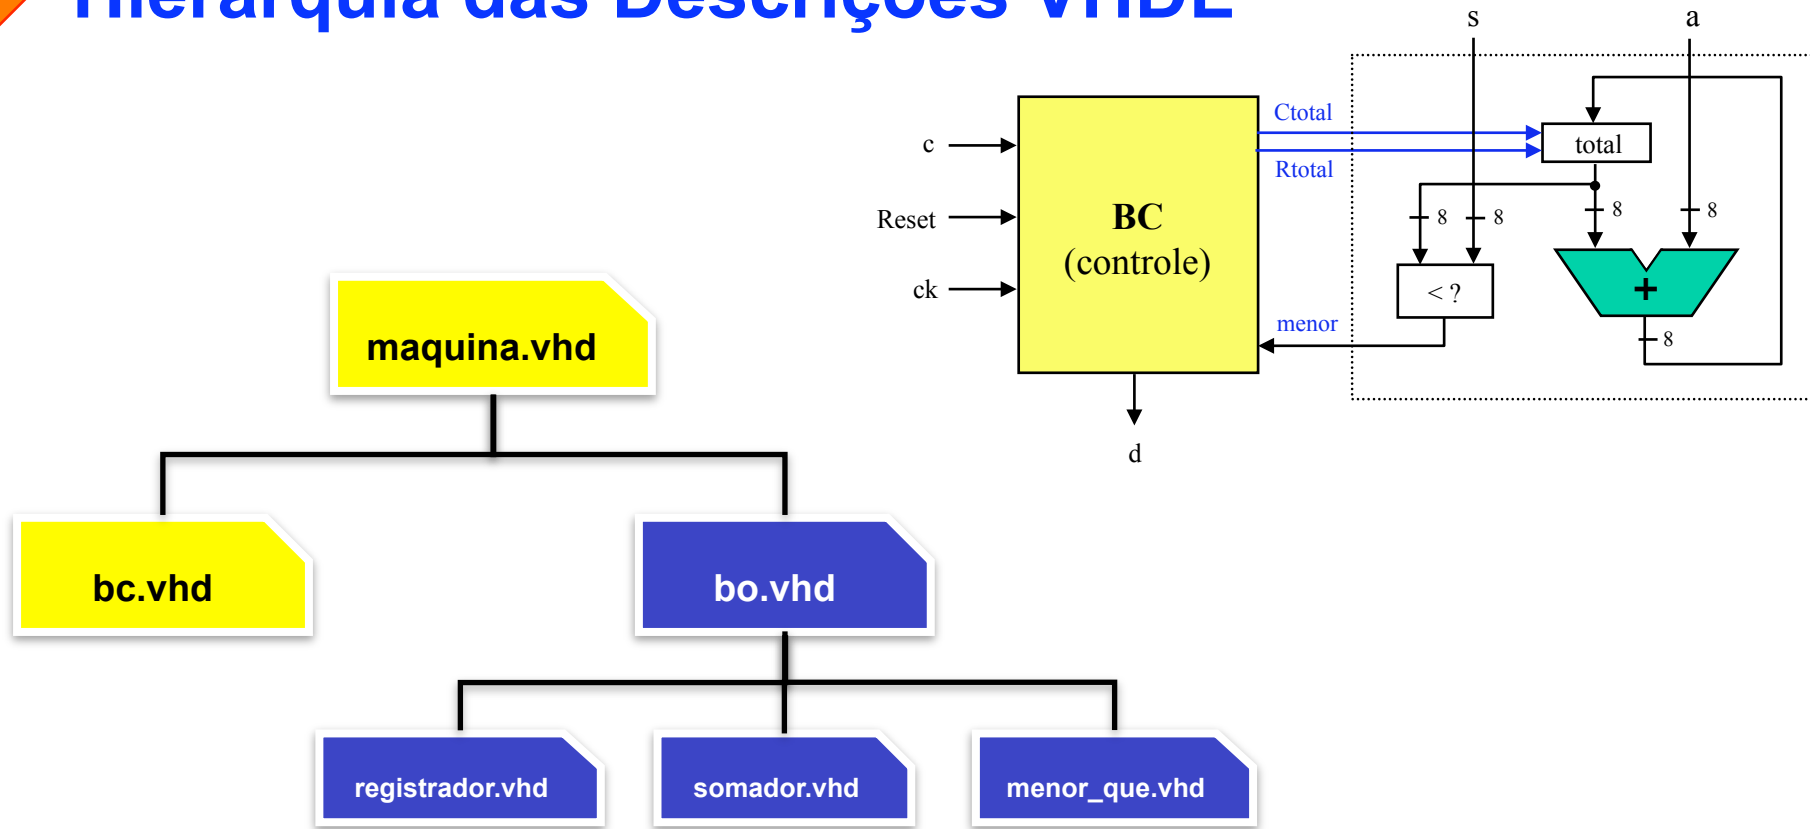 Hierarquia das Descrições VHDL
s
a
Ctotal
c
total
Rtotal
Reset
BC
8
8
8
8
(controle)
ck
< ?
+
menor
8
maquina.vhd
d
bc.vhd
bo.vhd
registrador.vhd
somador.vhd
menor_que.vhd